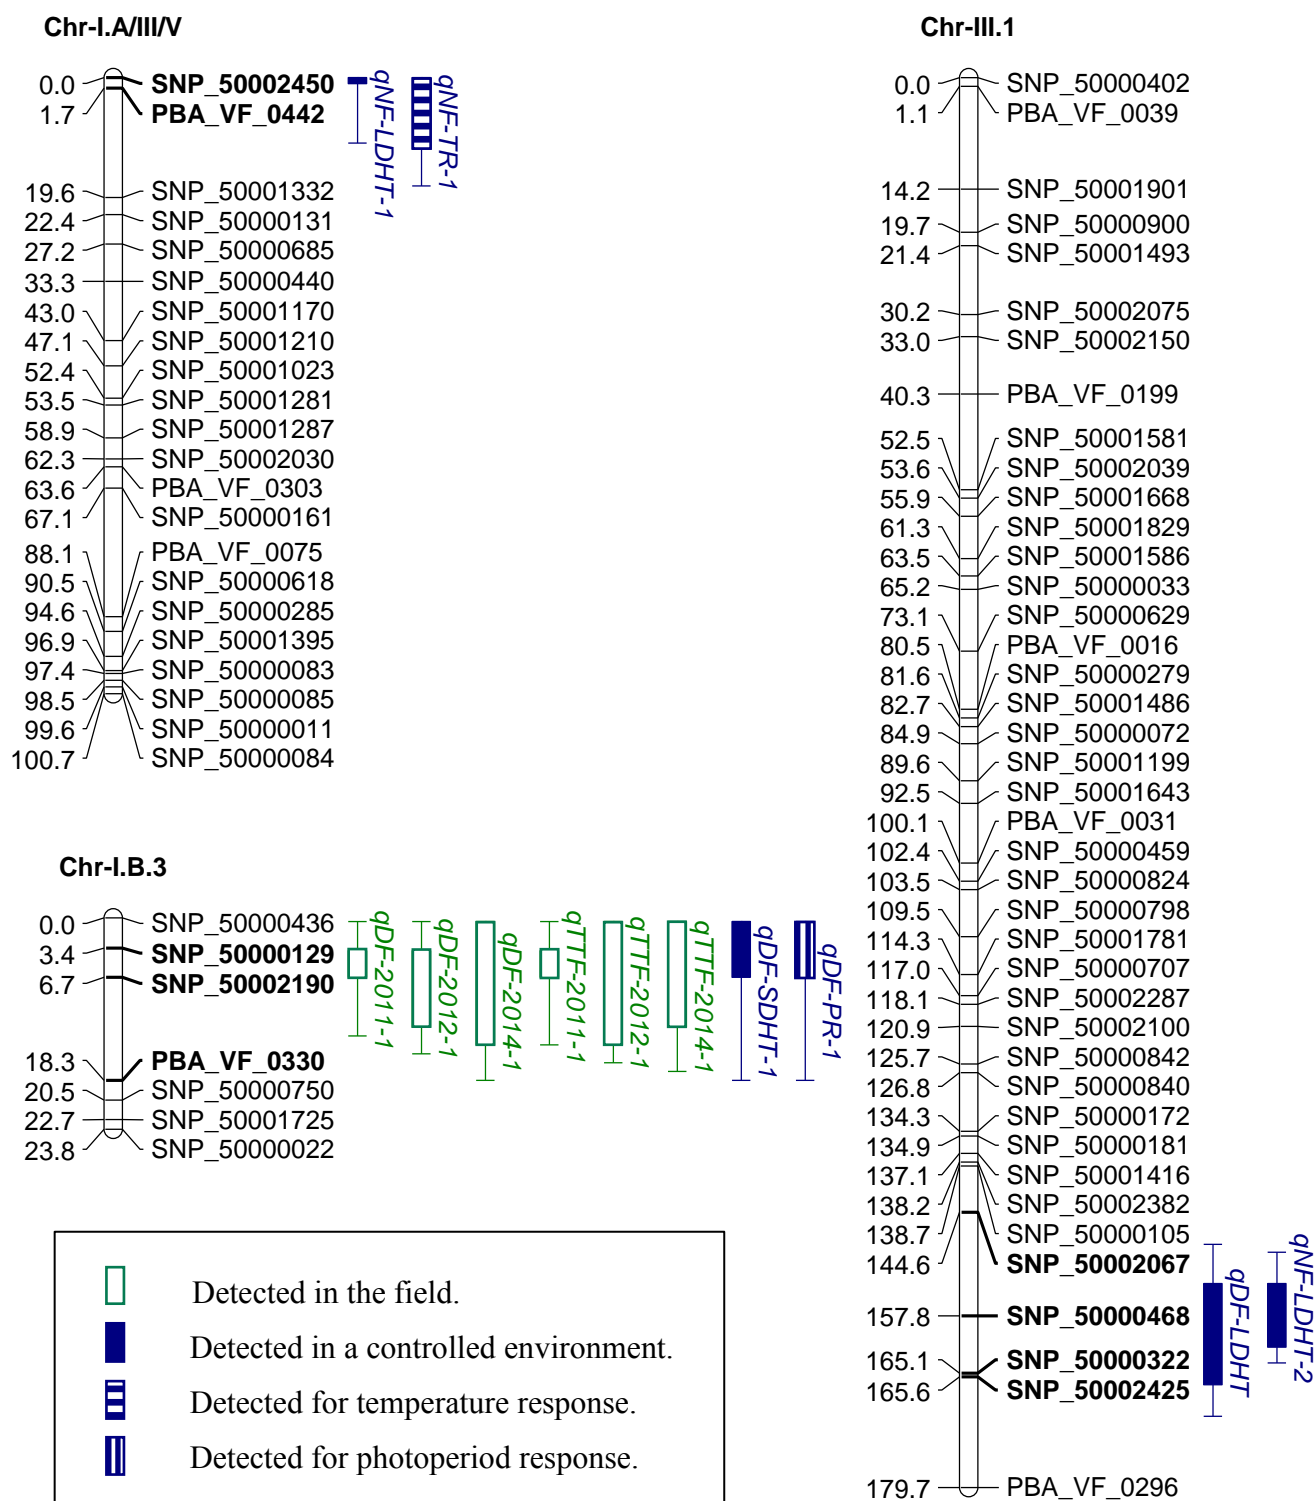 Chr-I.A/III/V
0.0 SNP_50002450
1.7 PBA_VF_0442
19.6 SNP_50001332
22.4 SNP_50000131
27.2 SNP_50000685
33.3 SNP_50000440
43.0 SNP_50001170
47.1 SNP_50001210
52.4 SNP_50001023
53.5 SNP_50001281
58.9 SNP_50001287
62.3 SNP_50002030
63.6 PBA_VF_0303
67.1 SNP_50000161
88.1 PBA_VF_0075
90.5 SNP_50000618
94.6 SNP_50000285
96.9 SNP_50001395
97.4 SNP_50000083
98.5 SNP_50000085
99.6 SNP_50000011
100.7 SNP_50000084
qNF-LDHT-1
qNF-TR-1
Chr-I.B.3
0.0 SNP_50000436
3.4 SNP_50000129
6.7 SNP_50002190
18.3 PBA_VF_0330
20.5 SNP_50000750
22.7 SNP_50001725
23.8 SNP_50000022
qDF-2011-1
qDF-2012-1
qDF-2014-1
qTTF-2011-1
qTTF-2012-1
qTTF-2014-1
qDF-SDHT-1
qDF-PR-1
Chr-III.1
0.0 SNP_50000402
1.1 PBA_VF_0039
14.2 SNP_50001901
19.7 SNP_50000900
21.4 SNP_50001493
30.2 SNP_50002075
33.0 SNP_50002150
40.3 PBA_VF_0199
52.5 SNP_50001581
53.6 SNP_50002039
55.9 SNP_50001668
61.3 SNP_50001829
63.5 SNP_50001586
65.2 SNP_50000033
73.1 SNP_50000629
80.5 PBA_VF_0016
81.6 SNP_50000279
82.7 SNP_50001486
84.9 SNP_50000072
89.6 SNP_50001199
92.5 SNP_50001643
100.1 PBA_VF_0031
102.4 SNP_50000459
103.5 SNP_50000824
109.5 SNP_50000798
114.3 SNP_50001781
117.0 SNP_50000707
118.1 SNP_50002287
120.9 SNP_50002100
125.7 SNP_50000842
126.8 SNP_50000840
134.3 SNP_50000172
134.9 SNP_50000181
137.1 SNP_50001416
138.2 SNP_50002382
138.7 SNP_50000105
144.6 SNP_50002067
157.8 SNP_50000468
165.1 SNP_50000322
165.6 SNP_50002425
179.7 PBA_VF_0296
qDF-LDHT
qNF-LDHT-2
Detected in the field.
Detected in a controlled environment.
Detected for temperature response.
Detected for photoperiod response.